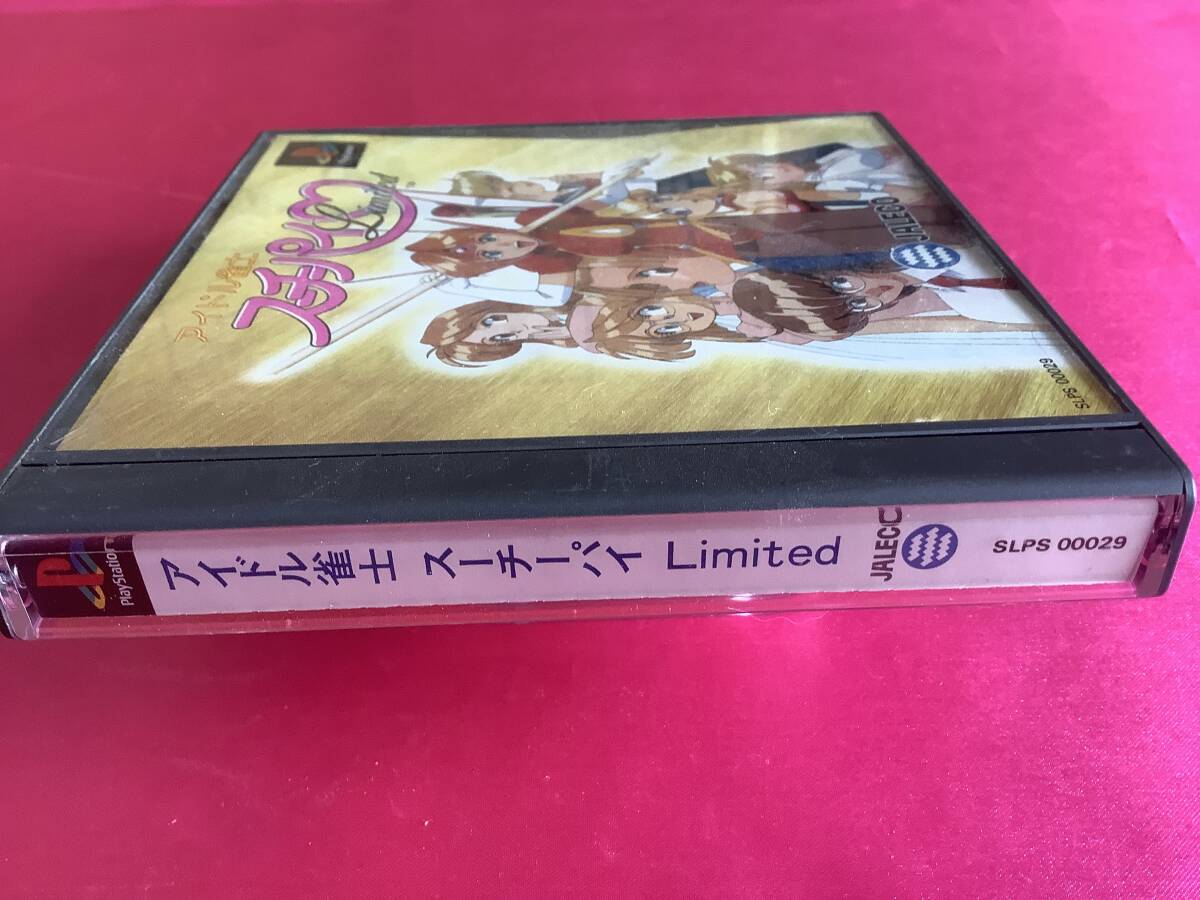 PlayStation
アイドル雀士
スーチーパイ
Limited
JALECO
SLPS 00029
PlayStation
アイドル雀士 スーチーパイ Limited
JALECO
SLPS 00029